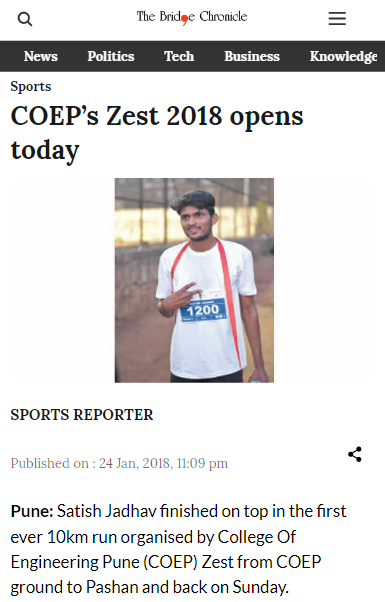 The Bridge Chronicle
News Politics Tech Business Knowledge
Sports
COEP's Zest 2018 opens
today
1200
SPORTS REPORTER
Published on : 24 Jan, 2018, 11:09 pm
Pune: Satish Jadhav finished on top in the first
ever 10km run organised by College Of
Engineering Pune (COEP) Zest from COEP
ground to Pashan and back on Sunday.